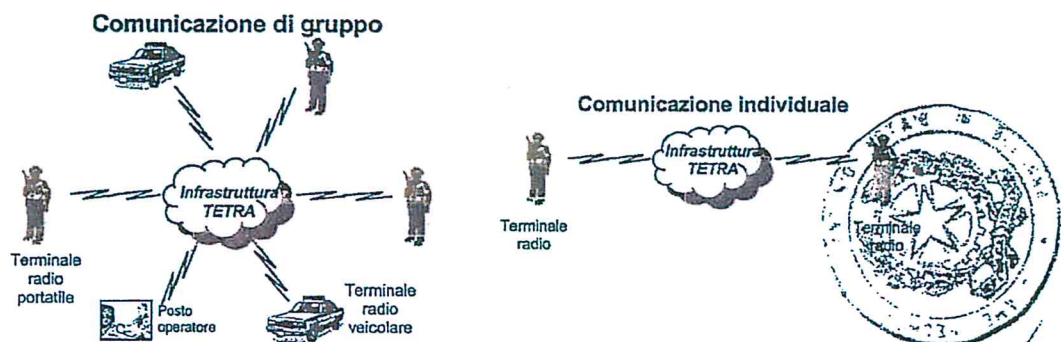 Comunicazione di gruppo
Infrastruttura
TETRA
Terminale
radio
portatile
Posto
operatore
Terminale
radio
veicolare
Comunicazione individuale
Infrastruttura
TETRA
Terminale
radio
Terminale
radio